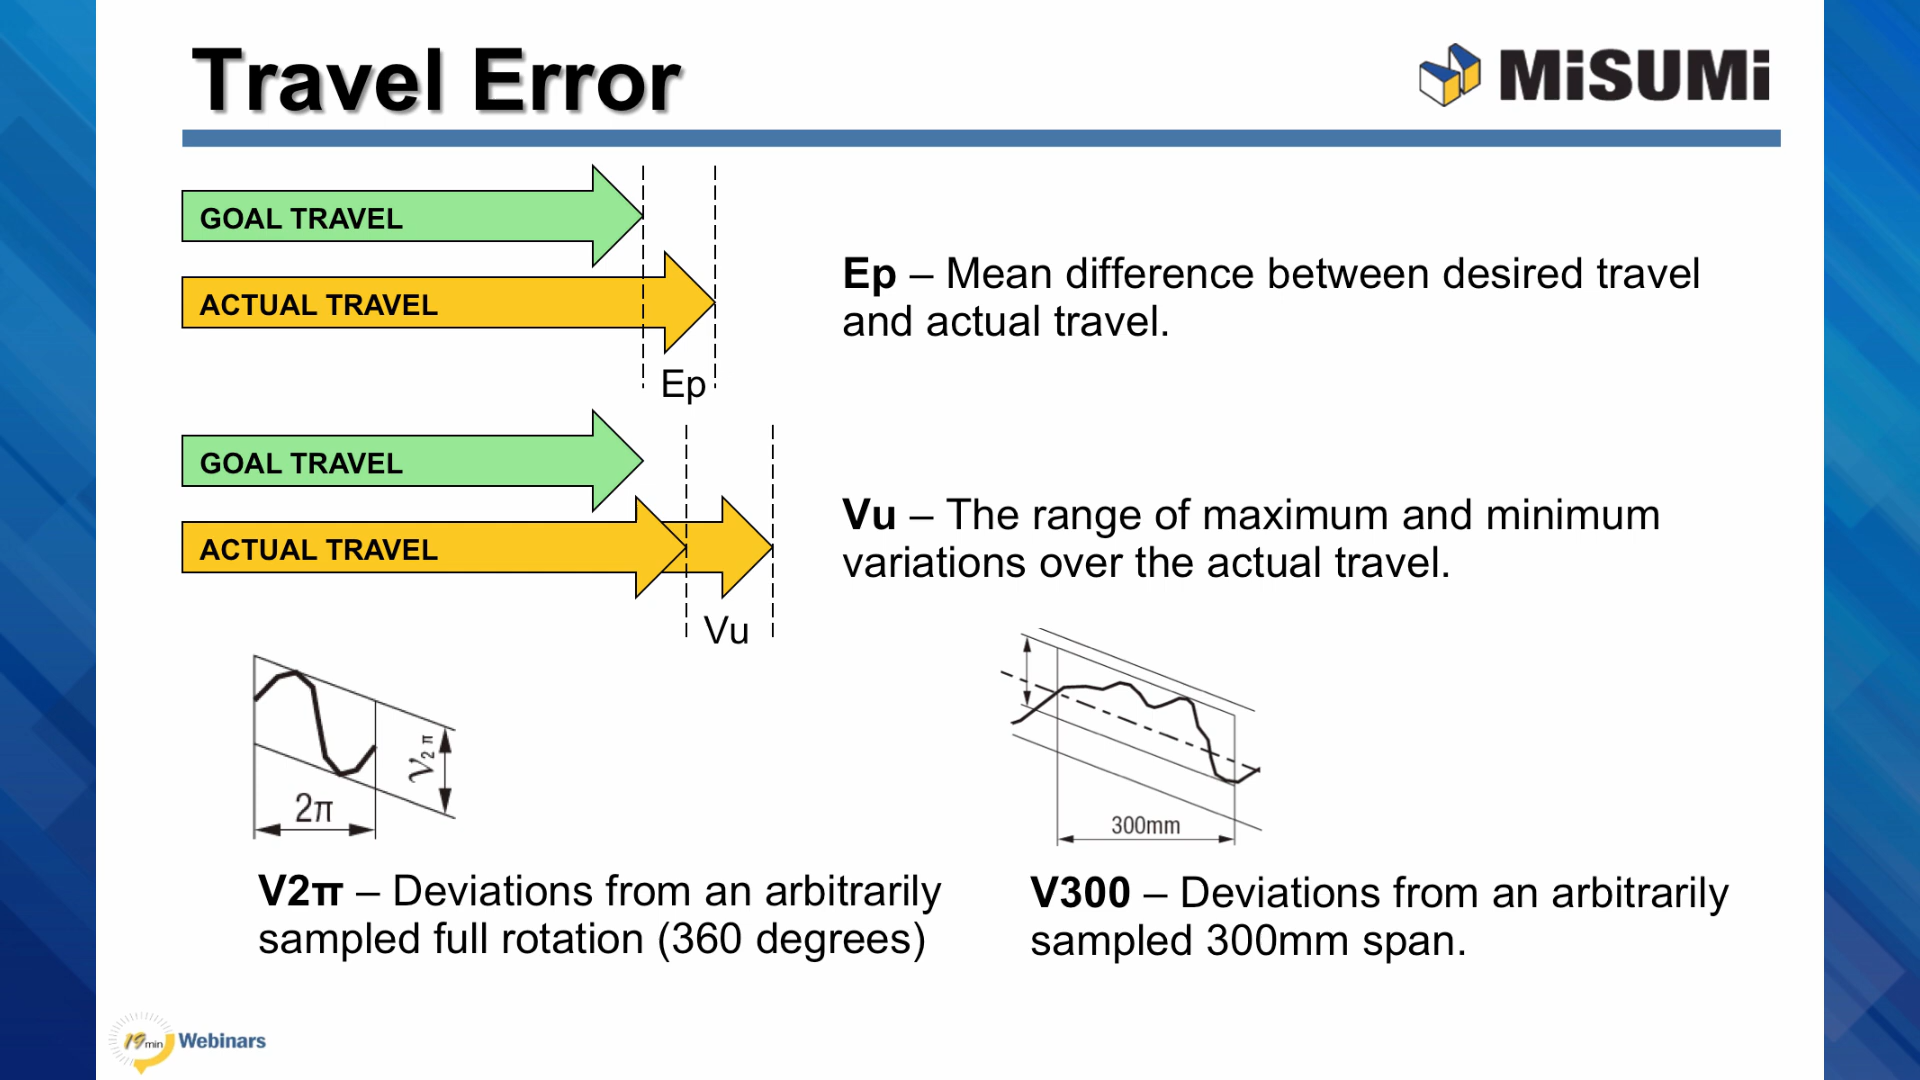 Travel Error
MiSUMi
GOAL TRAVEL
ACTUAL TRAVEL
Ep
Ep – Mean difference between desired travel
and actual travel.
GOAL TRAVEL
ACTUAL TRAVEL
Vu
Vu – The range of maximum and minimum
variations over the actual travel.
V2π
2π
300mm
V2π – Deviations from an arbitrarily
sampled full rotation (360 degrees)
V300 – Deviations from an arbitrarily
sampled 300mm span.
19min Webinars